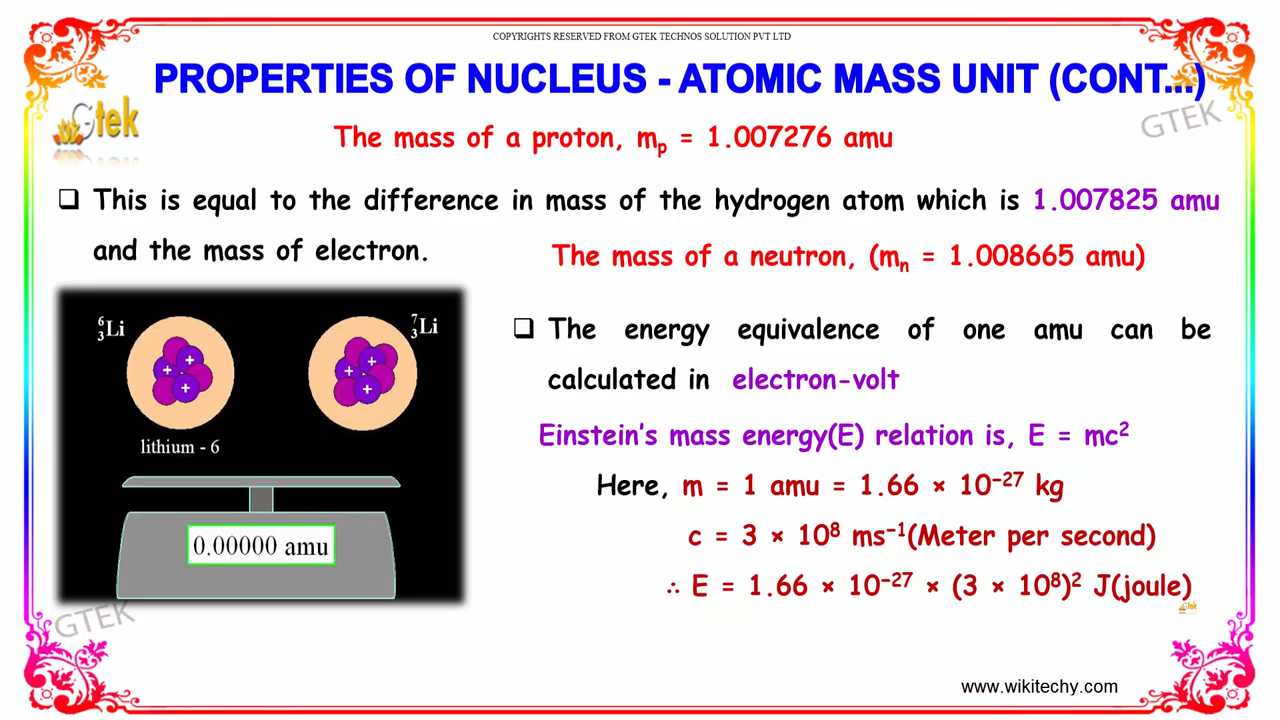 COPYRIGHTS RESERVED FROM GTEK TECHNOS SOLUTION PVT LTD
PROPERTIES OF NUCLEUS - ATOMIC MASS UNIT (CONT...)
Gtek
GTEK
The mass of a proton, mₚ = 1.007276 amu
❑ This is equal to the difference in mass of the hydrogen atom which is 1.007825 amu
and the mass of electron.
The mass of a neutron, (mₙ = 1.008665 amu)
⁶₃Li
⁷₃Li
+ + +
+ + +
lithium - 6
0.00000 amu
❑ The energy equivalence of one amu can be
calculated in electron-volt
Einstein's mass energy(E) relation is, E = mc²
Here, m = 1 amu = 1.66 × 10⁻²⁷ kg
c = 3 × 10⁸ ms⁻¹(Meter per second)
∴ E = 1.66 × 10⁻²⁷ × (3 × 10⁸)² J(joule)
Gtek
GTEK
www.wikitechy.com